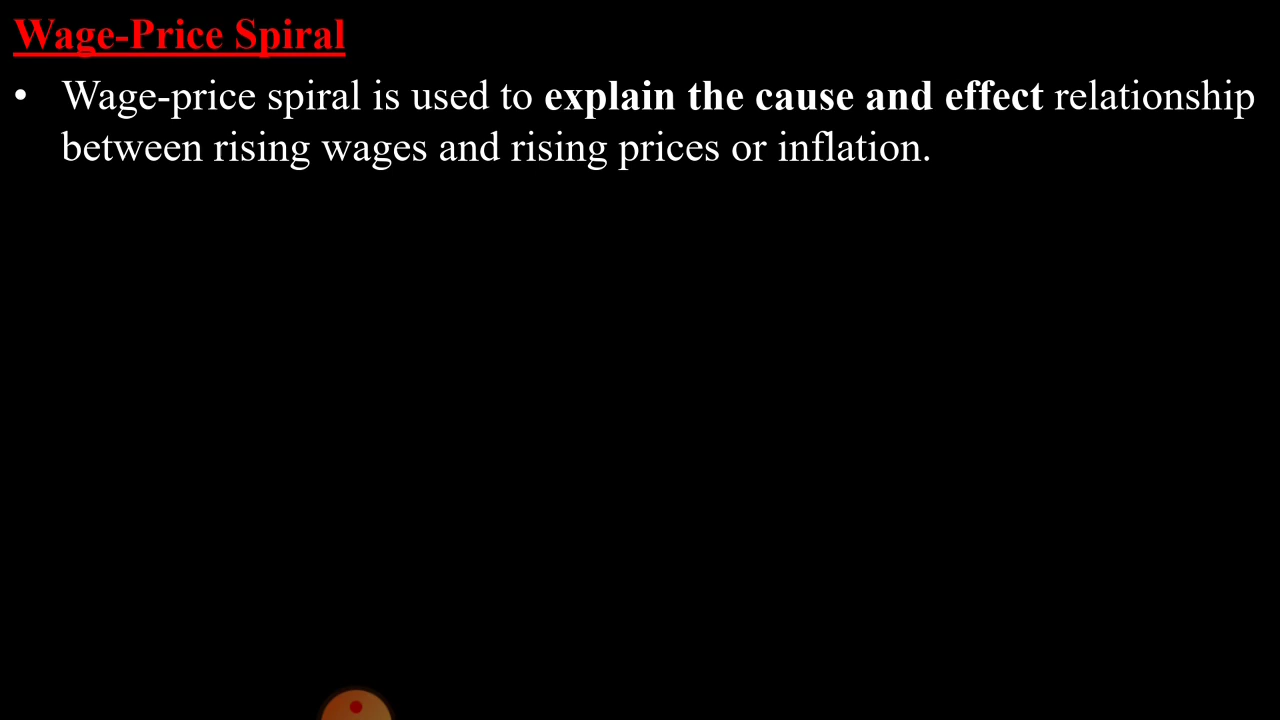 Wage-Price Spiral
• Wage-price spiral is used to explain the cause and effect relationship
between rising wages and rising prices or inflation.